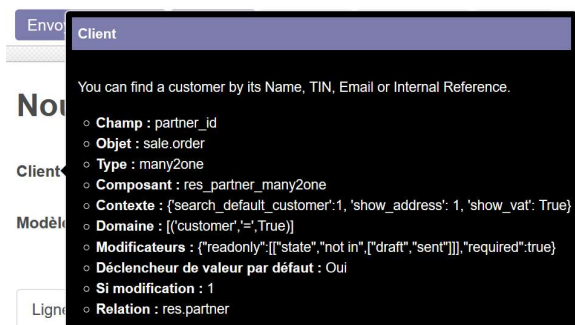 Envo
Client
You can find a customer by its Name, TIN, Email or Internal Reference.
Nou
Champ : partner_id
Objet : sale.order
Type : many2one
Client
Composant : res_partner_many2one
Contexte : {'search_default_customer':1, 'show_address': 1, 'show_vat': True}
Modèle
Domaine : [('customer','=',True)]
Modificateurs : {"readonly":[["state","not in",["draft","sent"]]],"required":true}
Déclencheur de valeur par défaut : Oui
Si modification : 1
Ligne
Relation : res.partner